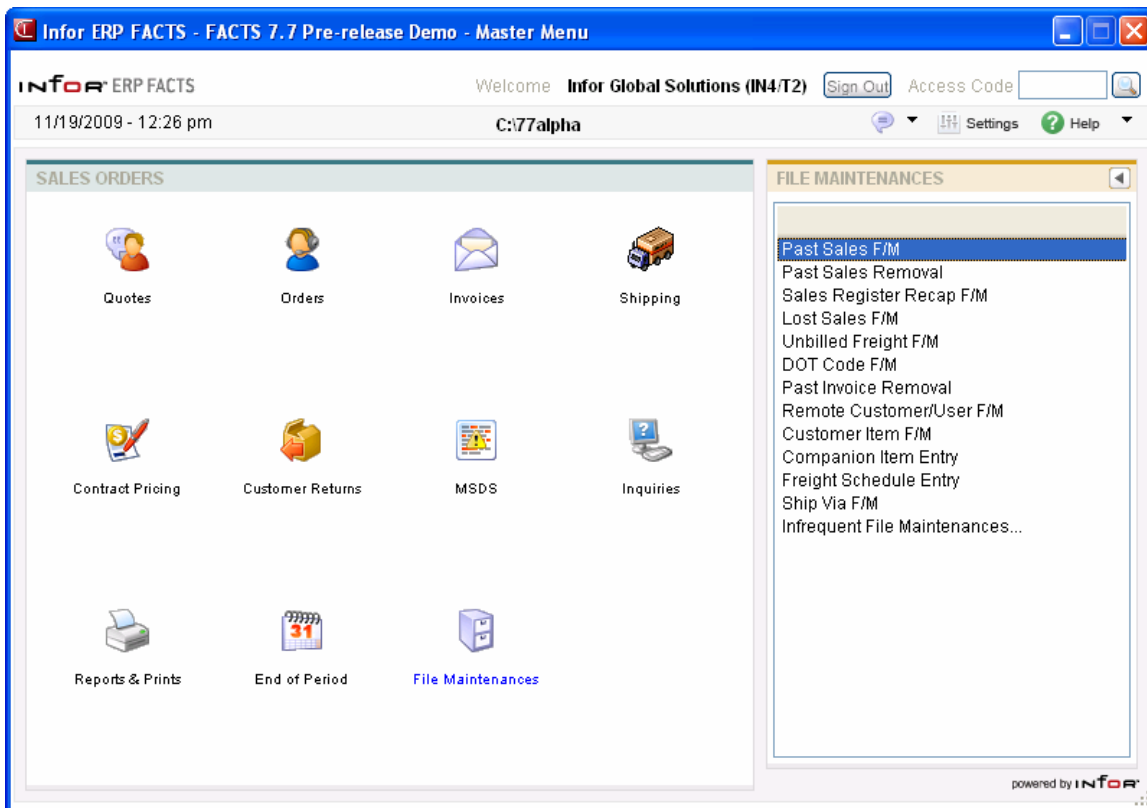 Infor ERP FACTS - FACTS 7.7 Pre-release Demo - Master Menu
infor ERP FACTS
Welcome Infor Global Solutions (IN4/T2) Sign Out Access Code
11/19/2009 - 12:26 pm C:\77alpha Settings ? Help
SALES ORDERS
Quotes Orders Invoices Shipping
Contract Pricing Customer Returns MSDS Inquiries
31
Reports & Prints End of Period File Maintenances
FILE MAINTENANCES
Past Sales F/M
Past Sales Removal
Sales Register Recap F/M
Lost Sales F/M
Unbilled Freight F/M
DOT Code F/M
Past Invoice Removal
Remote Customer/User F/M
Customer Item F/M
Companion Item Entry
Freight Schedule Entry
Ship Via F/M
Infrequent File Maintenances...
powered by infor